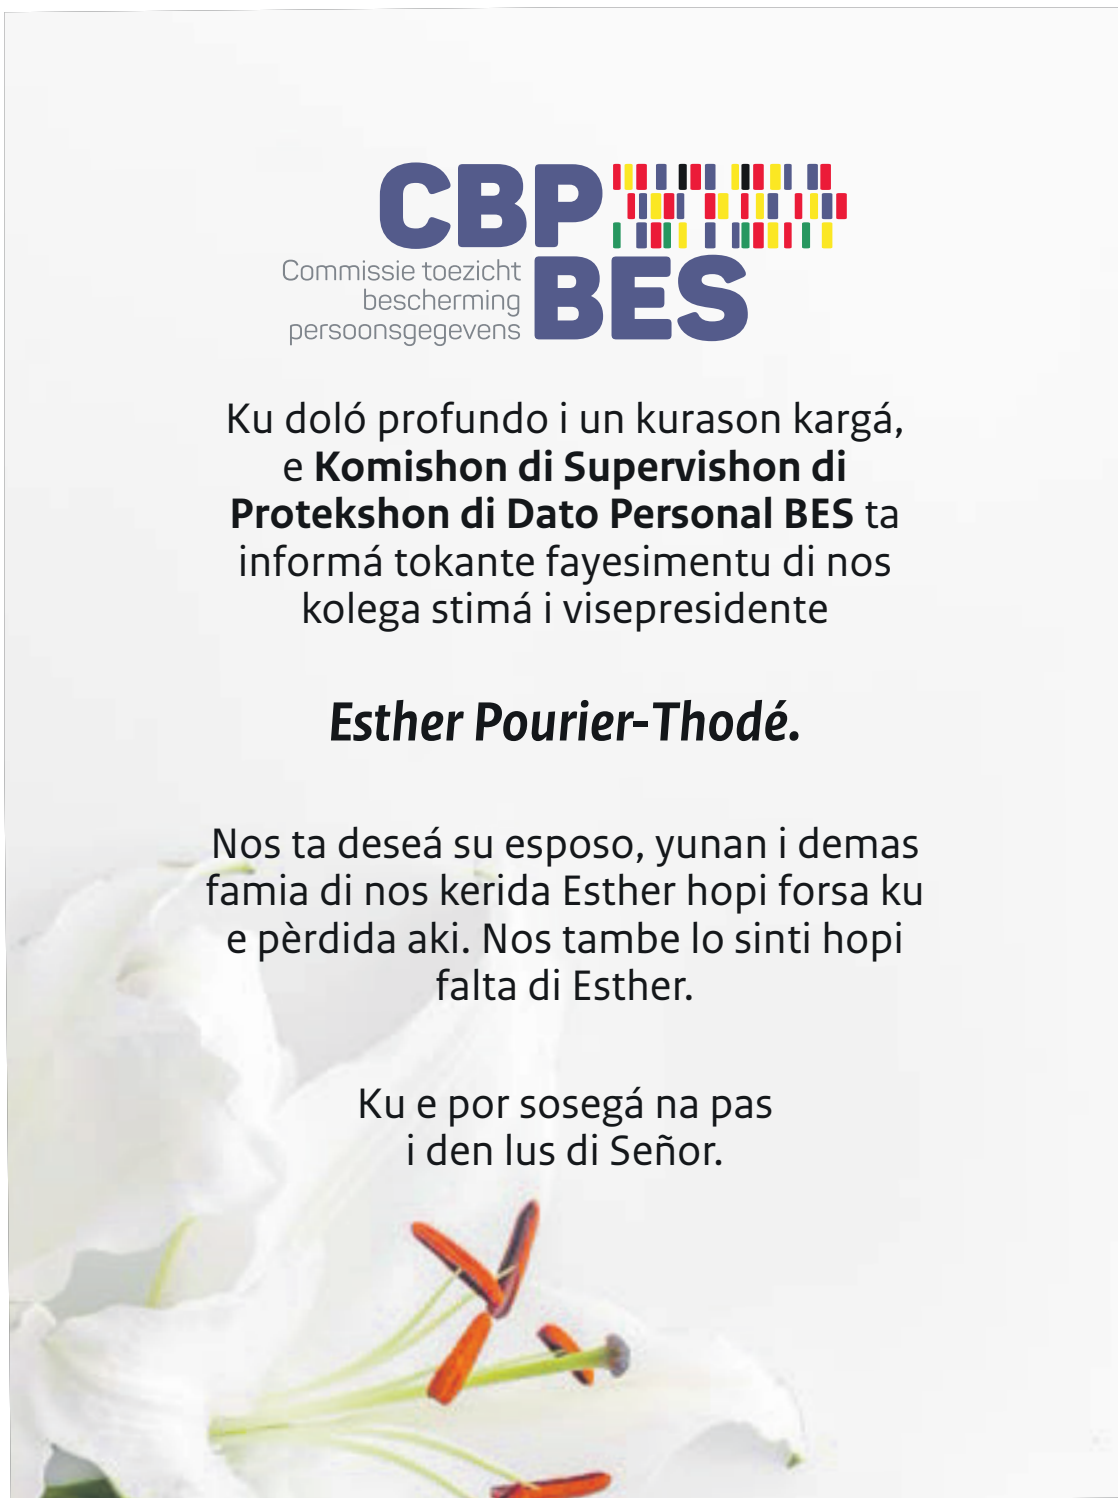 CBP
BES
Commissie toezicht
bescherming
persoonsgegevens
Ku doló profundo i un kurason kargá,
e Komishon di Supervishon di
Protekshon di Dato Personal BES ta
informá tokante fayesimentu di nos
kolega stimá i visepresidente
Esther Pourier-Thodé.
Nos ta deseá su esposo, yunan i demas
famia di nos kerida Esther hopi forsa ku
e pèrdida aki. Nos tambe lo sinti hopi
falta di Esther.
Ku e por sosegá na pas
i den lus di Señor.